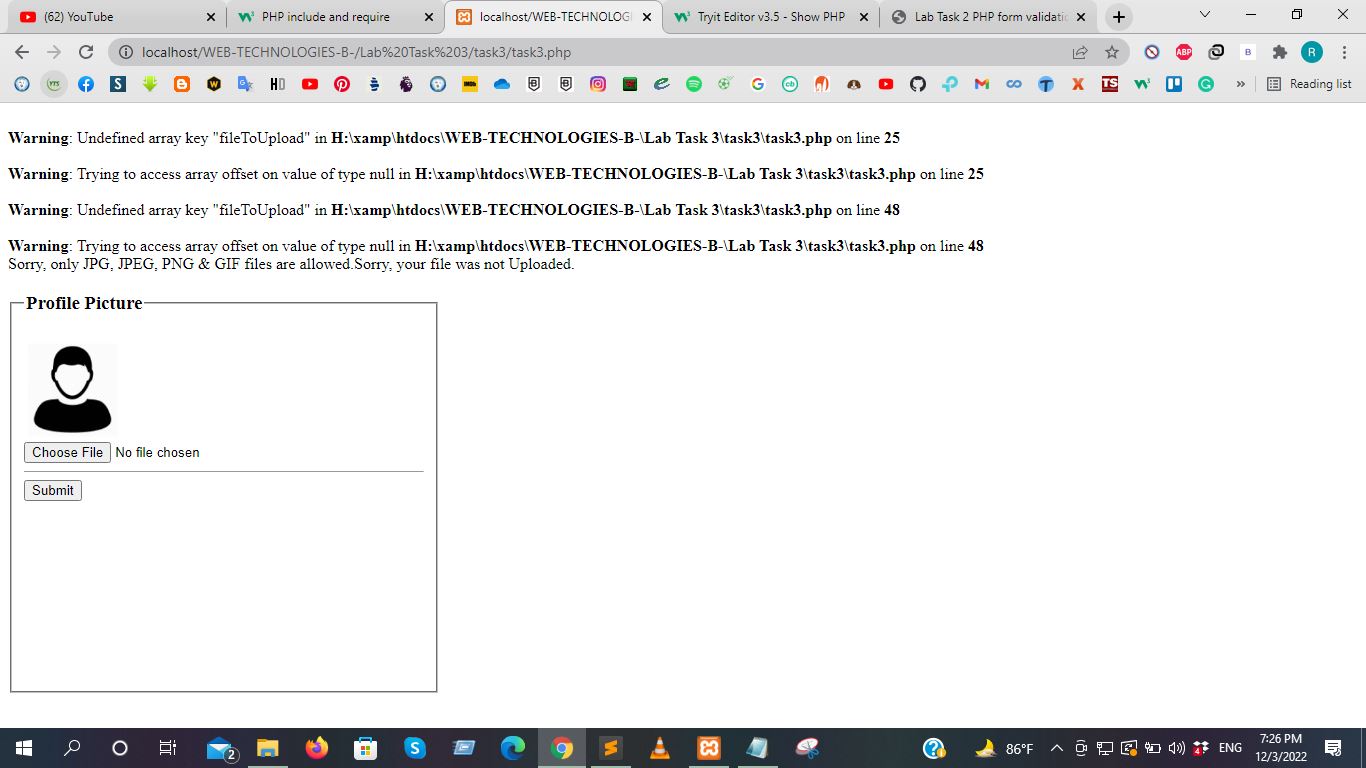 (62) YouTube
PHP include and require
localhost/WEB-TECHNOLOGI
Tryit Editor v3.5 - Show PHP
Lab Task 2 PHP form validatio
localhost/WEB-TECHNOLOGIES-B-/Lab%20Task%203/task3/task3.php
ABP
B
R
YTS
S
W
HD
TS
Reading list
Warning: Undefined array key "fileToUpload" in H:\xamp\htdocs\WEB-TECHNOLOGIES-B-\Lab Task 3\task3\task3.php on line 25
Warning: Trying to access array offset on value of type null in H:\xamp\htdocs\WEB-TECHNOLOGIES-B-\Lab Task 3\task3\task3.php on line 25
Warning: Undefined array key "fileToUpload" in H:\xamp\htdocs\WEB-TECHNOLOGIES-B-\Lab Task 3\task3\task3.php on line 48
Warning: Trying to access array offset on value of type null in H:\xamp\htdocs\WEB-TECHNOLOGIES-B-\Lab Task 3\task3\task3.php on line 48
Sorry, only JPG, JPEG, PNG & GIF files are allowed.Sorry, your file was not Uploaded.
Profile Picture
Choose File No file chosen
Submit
2
86°F
4
ENG
7:26 PM
12/3/2022